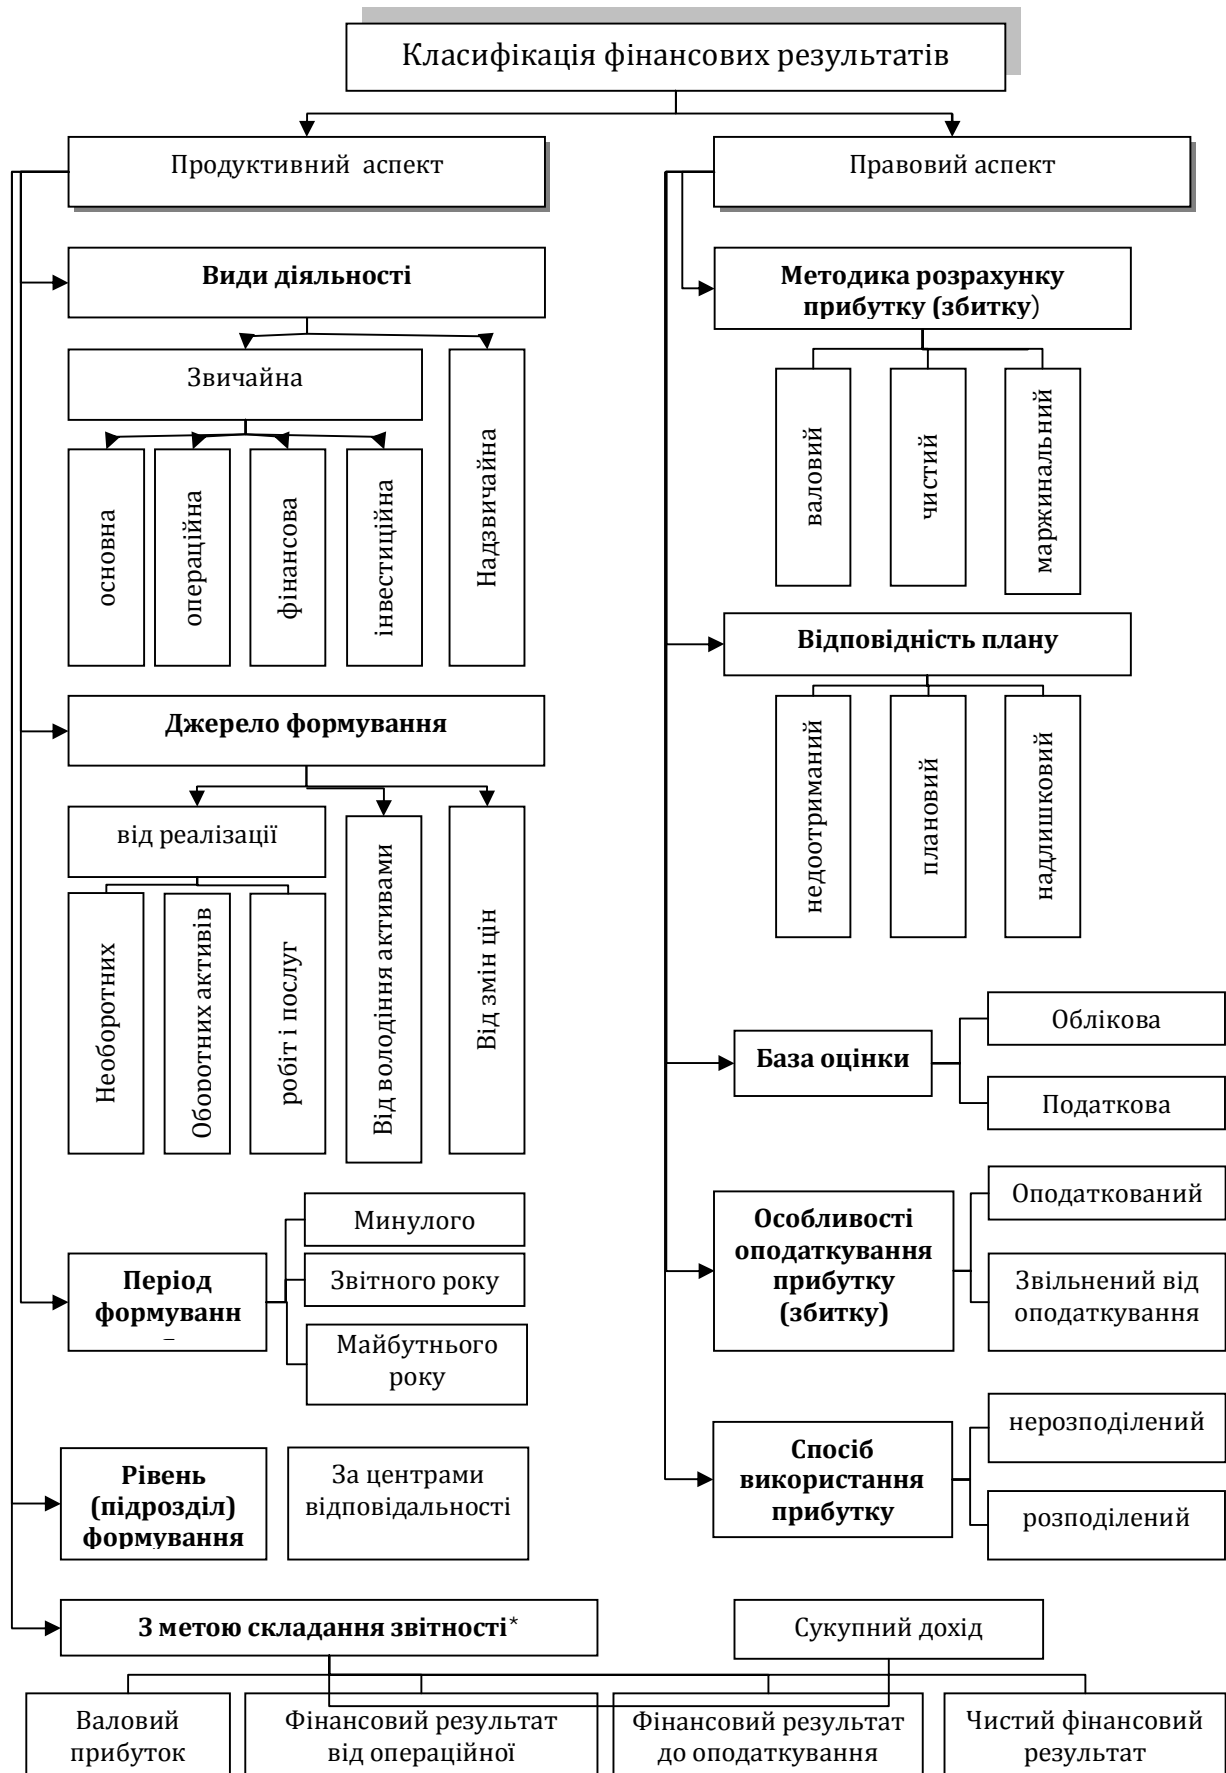 Класифікація фінансових результатів
Продуктивний аспект
Правовий аспект
Види діяльності
Методика розрахунку
прибутку (збитку)
Звичайна
Надзвичайна
основна
операційна
фінансова
інвестиційна
валовий
чистий
маржинальний
Відповідність плану
недоотриманий
плановий
надлишковий
Джерело формування
від реалізації
Від володіння активами
Від змін цін
Необоротних
Оборотних активів
робіт і послуг
База оцінки
Облікова
Податкова
Період
формуванн
Минулого
Звітного року
Майбутнього
року
Особливості
оподаткування
прибутку
(збитку)
Оподаткований
Звільнений від
оподаткування
Рівень
(підрозділ)
формування
За центрами
відповідальності
Спосіб
використання
прибутку
нерозподілений
розподілений
З метою складання звітності*
Сукупний дохід
Валовий
прибуток
Фінансовий результат
від операційної
Фінансовий результат
до оподаткування
Чистий фінансовий
результат